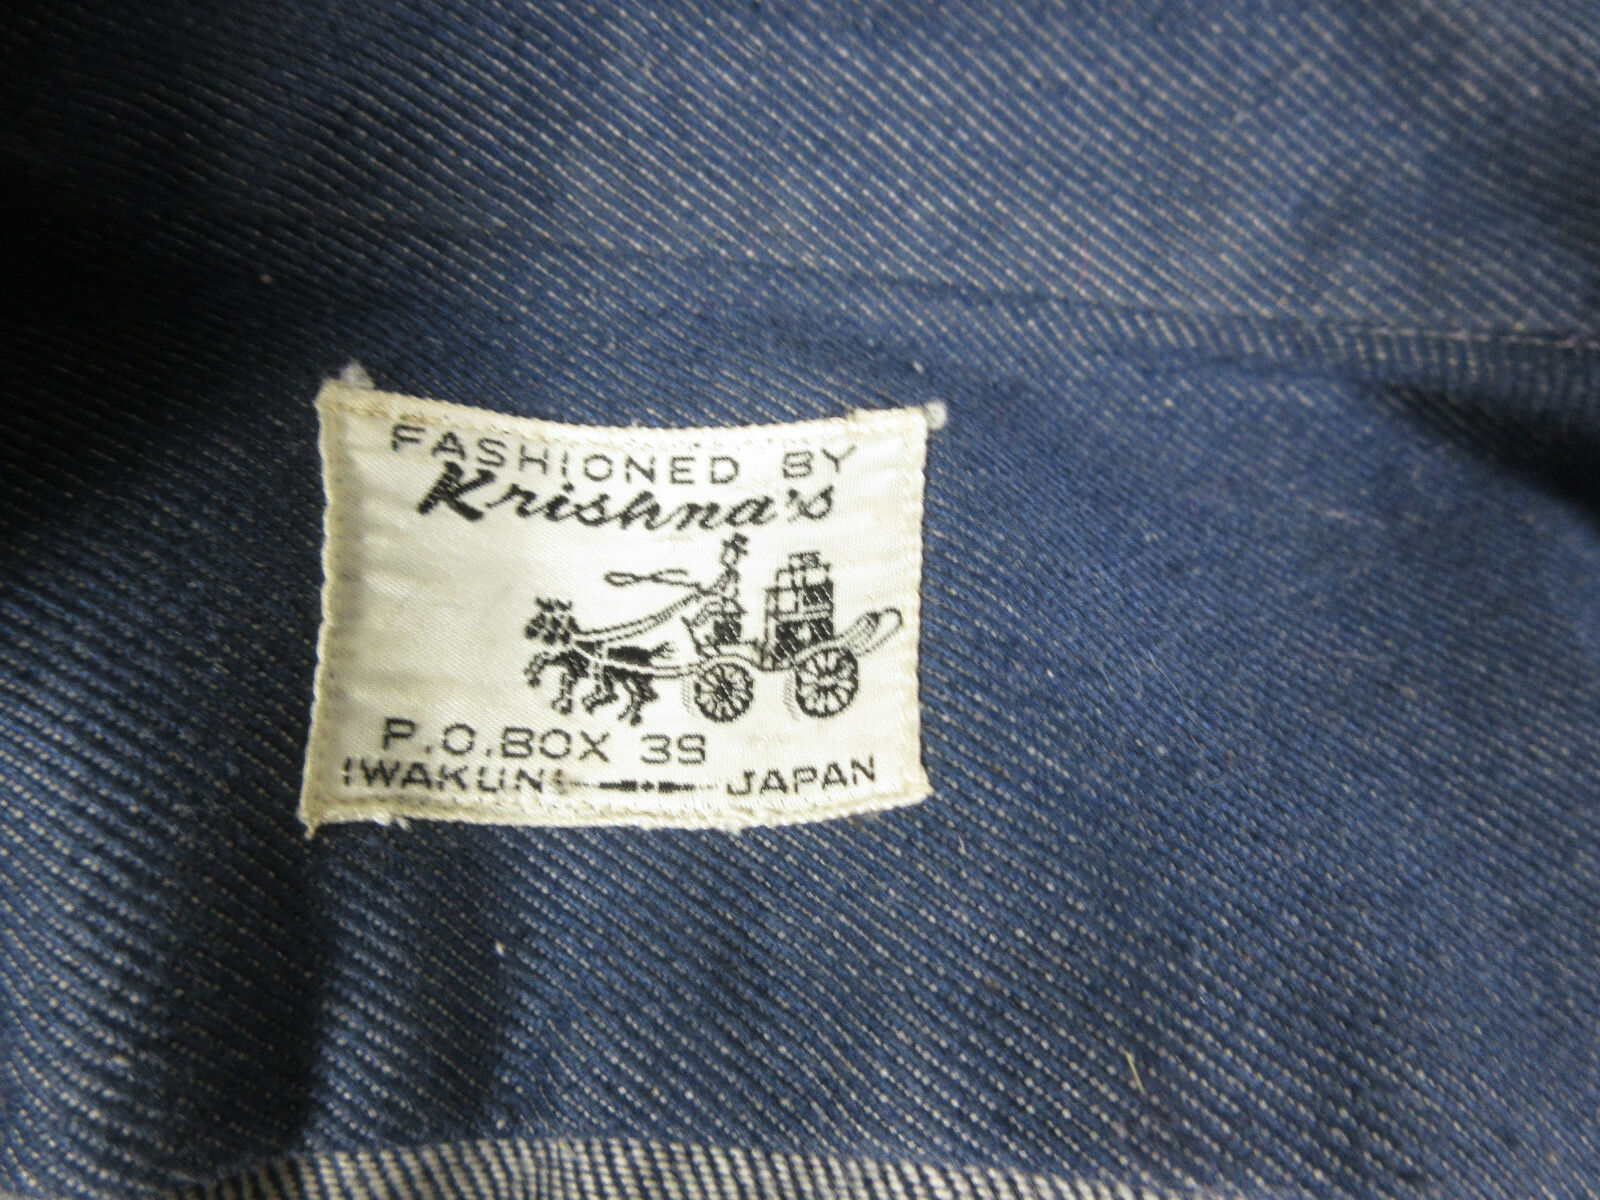 FASHIONED BY
Krishna's
P.O.BOX 39
IWAKUNI JAPAN